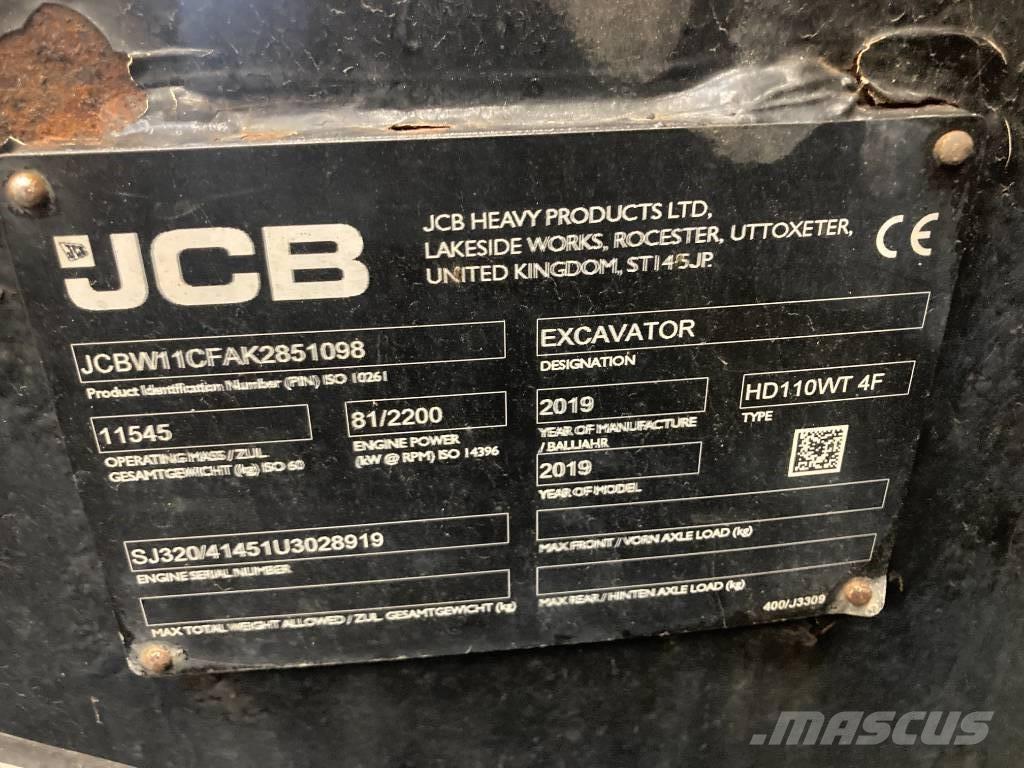 JCB
JCB HEAVY PRODUCTS LTD,
LAKESIDE WORKS, ROCESTER, UTTOXETER,
UNITED KINGDOM, ST14 5JP.
CE
JCBW11CFAK2851098
Product Identification Number (PIN) ISO 10261
EXCAVATOR
DESIGNATION
11545
OPERATING MASS / ZUL
GESAMTGEWICHT (kg) ISO 60
81/2200
ENGINE POWER
(kW @ RPM) ISO 14396
2019
YEAR OF MANUFACTURE
/ BALLJAHR
HD110WT 4F
TYPE
2019
YEAR OF MODEL
SJ320/41451U3028919
ENGINE SERIAL NUMBER
MAX FRONT / VORN AXLE LOAD (kg)
MAX TOTAL WEIGHT ALLOWED / ZUL. GESAMTGEWICHT (kg)
MAX REAR / HINTEN AXLE LOAD (kg)
400/J3309
MASCUS